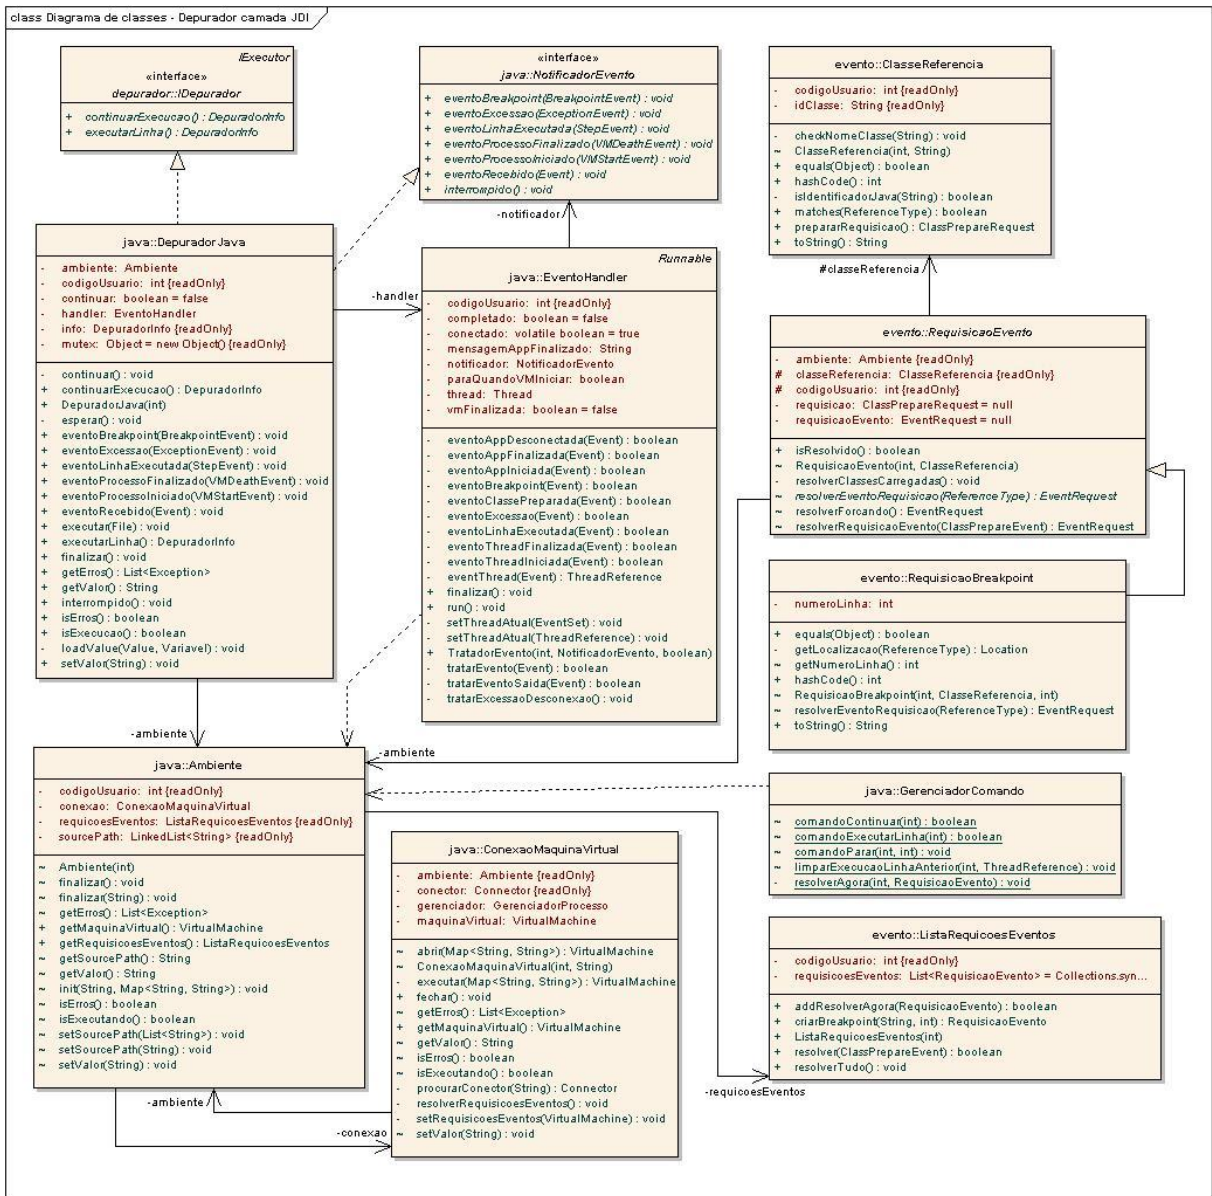 class Diagrama de classes - Depurador camada JDI
IExecutor
«interface»
depurador::IDepurador
+ continuarExecucao() : DepuradorInfo
+ executarLinha() : DepuradorInfo
«interface»
java::NotificadorEvento
+ eventoBreakpoint(BreakpointEvent) : void
+ eventoExcessao(ExceptionEvent) : void
+ eventoLinhaExecutada(StepEvent) : void
+ eventoProcessoFinalizado(VMDeathEvent) : void
+ eventoProcessoIniciado(VMStartEvent) : void
+ eventoRecebido(Event) : void
+ interrompido() : void
evento::ClasseReferencia
- codigoUsuario: int {readOnly}
- idClasse: String {readOnly}
- checkNomeClasse(String) : void
~ ClasseReferencia(int, String)
+ equals(Object) : boolean
+ hashCode() : int
- isIdentificadorJava(String) : boolean
+ matches(ReferenceType) : boolean
+ prepararRequisicao() : ClassPrepareRequest
+ toString() : String
-notificador
#classeReferencia
java::DepuradorJava
- ambiente: Ambiente
- codigoUsuario: int {readOnly}
- continuar: boolean = false
- handler: EventoHandler
- info: DepuradorInfo {readOnly}
- mutex: Object = new Object() {readOnly}
- continuar() : void
+ continuarExecucao() : DepuradorInfo
+ DepuradorJava(int)
- esperar() : void
+ eventoBreakpoint(BreakpointEvent) : void
+ eventoExcessao(ExceptionEvent) : void
+ eventoLinhaExecutada(StepEvent) : void
+ eventoProcessoFinalizado(VMDeathEvent) : void
+ eventoProcessoIniciado(VMStartEvent) : void
+ eventoRecebido(Event) : void
+ executar(File) : void
+ executarLinha() : DepuradorInfo
+ finalizar() : void
+ getErros() : List<Exception>
+ getValor() : String
+ interrompido() : void
+ isErros() : boolean
+ isExecucao() : boolean
- loadValue(Value, Variavel) : void
+ setValor(String) : void
-handler
Runnable
java::EventoHandler
- codigoUsuario: int {readOnly}
- completado: boolean = false
- conectado: volatile boolean = true
- mensagemAppFinalizado: String
- notificador: NotificadorEvento
- paraQuandoVMIniciar: boolean
- thread: Thread
- vmFinalizada: boolean = false
- eventoAppDesconectada(Event) : boolean
- eventoAppFinalizada(Event) : boolean
- eventoAppIniciada(Event) : boolean
- eventoBreakpoint(Event) : boolean
- eventoClassePreparada(Event) : boolean
- eventoExcessao(Event) : boolean
- eventoLinhaExecutada(Event) : boolean
- eventoThreadFinalizada(Event) : boolean
- eventoThreadIniciada(Event) : boolean
- eventThread(Event) : ThreadReference
+ finalizar() : void
+ run() : void
- setThreadAtual(EventSet) : void
- setThreadAtual(ThreadReference) : void
+ TratadorEvento(int, NotificadorEvento, boolean)
- tratarEvento(Event) : boolean
- tratarEventoSaida(Event) : boolean
- tratarExcessaoDesconexao() : void
evento::RequisicaoEvento
- ambiente: Ambiente {readOnly}
# classeReferencia: ClasseReferencia {readOnly}
# codigoUsuario: int {readOnly}
- requisicao: ClassPrepareRequest = null
- requisicaoEvento: EventRequest = null
+ isResolvido() : boolean
~ RequisicaoEvento(int, ClasseReferencia)
- resolverClassesCarregadas() : void
~ resolverEventoRequisicao(ReferenceType) : EventRequest
~ resolverForcando() : EventRequest
~ resolverRequisicaoEvento(ClassPrepareEvent) : EventRequest
evento::RequisicaoBreakpoint
- numeroLinha: int
+ equals(Object) : boolean
- getLocalizacao(ReferenceType) : Location
~ getNumeroLinha() : int
+ hashCode() : int
~ RequisicaoBreakpoint(int, ClasseReferencia, int)
~ resolverEventoRequisicao(ReferenceType) : EventRequest
+ toString() : String
-ambiente
-ambiente
java::Ambiente
- codigoUsuario: int {readOnly}
- conexao: ConexaoMaquinaVirtual
- requicoesEventos: ListaRequicoesEventos {readOnly}
- sourcePath: LinkedList<String> {readOnly}
~ Ambiente(int)
~ finalizar() : void
~ finalizar(String) : void
~ getErros() : List<Exception>
+ getMaquinaVirtual() : VirtualMachine
+ getRequisicoesEventos() : ListaRequicoesEventos
~ getSourcePath() : String
~ getValor() : String
~ init(String, Map<String, String>) : void
~ isErros() : boolean
~ isExecutando() : boolean
~ setSourcePath(List<String>) : void
~ setSourcePath(String) : void
~ setValor(String) : void
java::GerenciadorComando
~ comandoContinuar(int) : boolean
~ comandoExecutarLinha(int) : boolean
~ comandoParar(int, int) : void
~ limparExecucaoLinhaAnterior(int, ThreadReference) : void
- resolverAgora(int, RequisicaoEvento) : void
java::ConexaoMaquinaVirtual
- ambiente: Ambiente {readOnly}
- conector: Connector {readOnly}
- gerenciador: GerenciadorProcesso
- maquinaVirtual: VirtualMachine
~ abrir(Map<String, String>) : VirtualMachine
~ ConexaoMaquinaVirtual(int, String)
- executar(Map<String, String>) : VirtualMachine
+ fechar() : void
~ getErros() : List<Exception>
+ getMaquinaVirtual() : VirtualMachine
~ getValor() : String
~ isErros() : boolean
~ isExecutando() : boolean
- procurarConector(String) : Connector
- resolverRequisicoesEventos() : void
- setRequisicoesEventos(VirtualMachine) : void
~ setValor(String) : void
evento::ListaRequicoesEventos
- codigoUsuario: int {readOnly}
- requisicoesEventos: List<RequisicaoEvento> = Collections.syn...
+ addResolverAgora(RequisicaoEvento) : boolean
+ criarBreakpoint(String, int) : RequisicaoEvento
+ ListaRequicoesEventos(int)
+ resolver(ClassPrepareEvent) : boolean
+ resolverTudo() : void
-requicoesEventos
-ambiente
-conexao